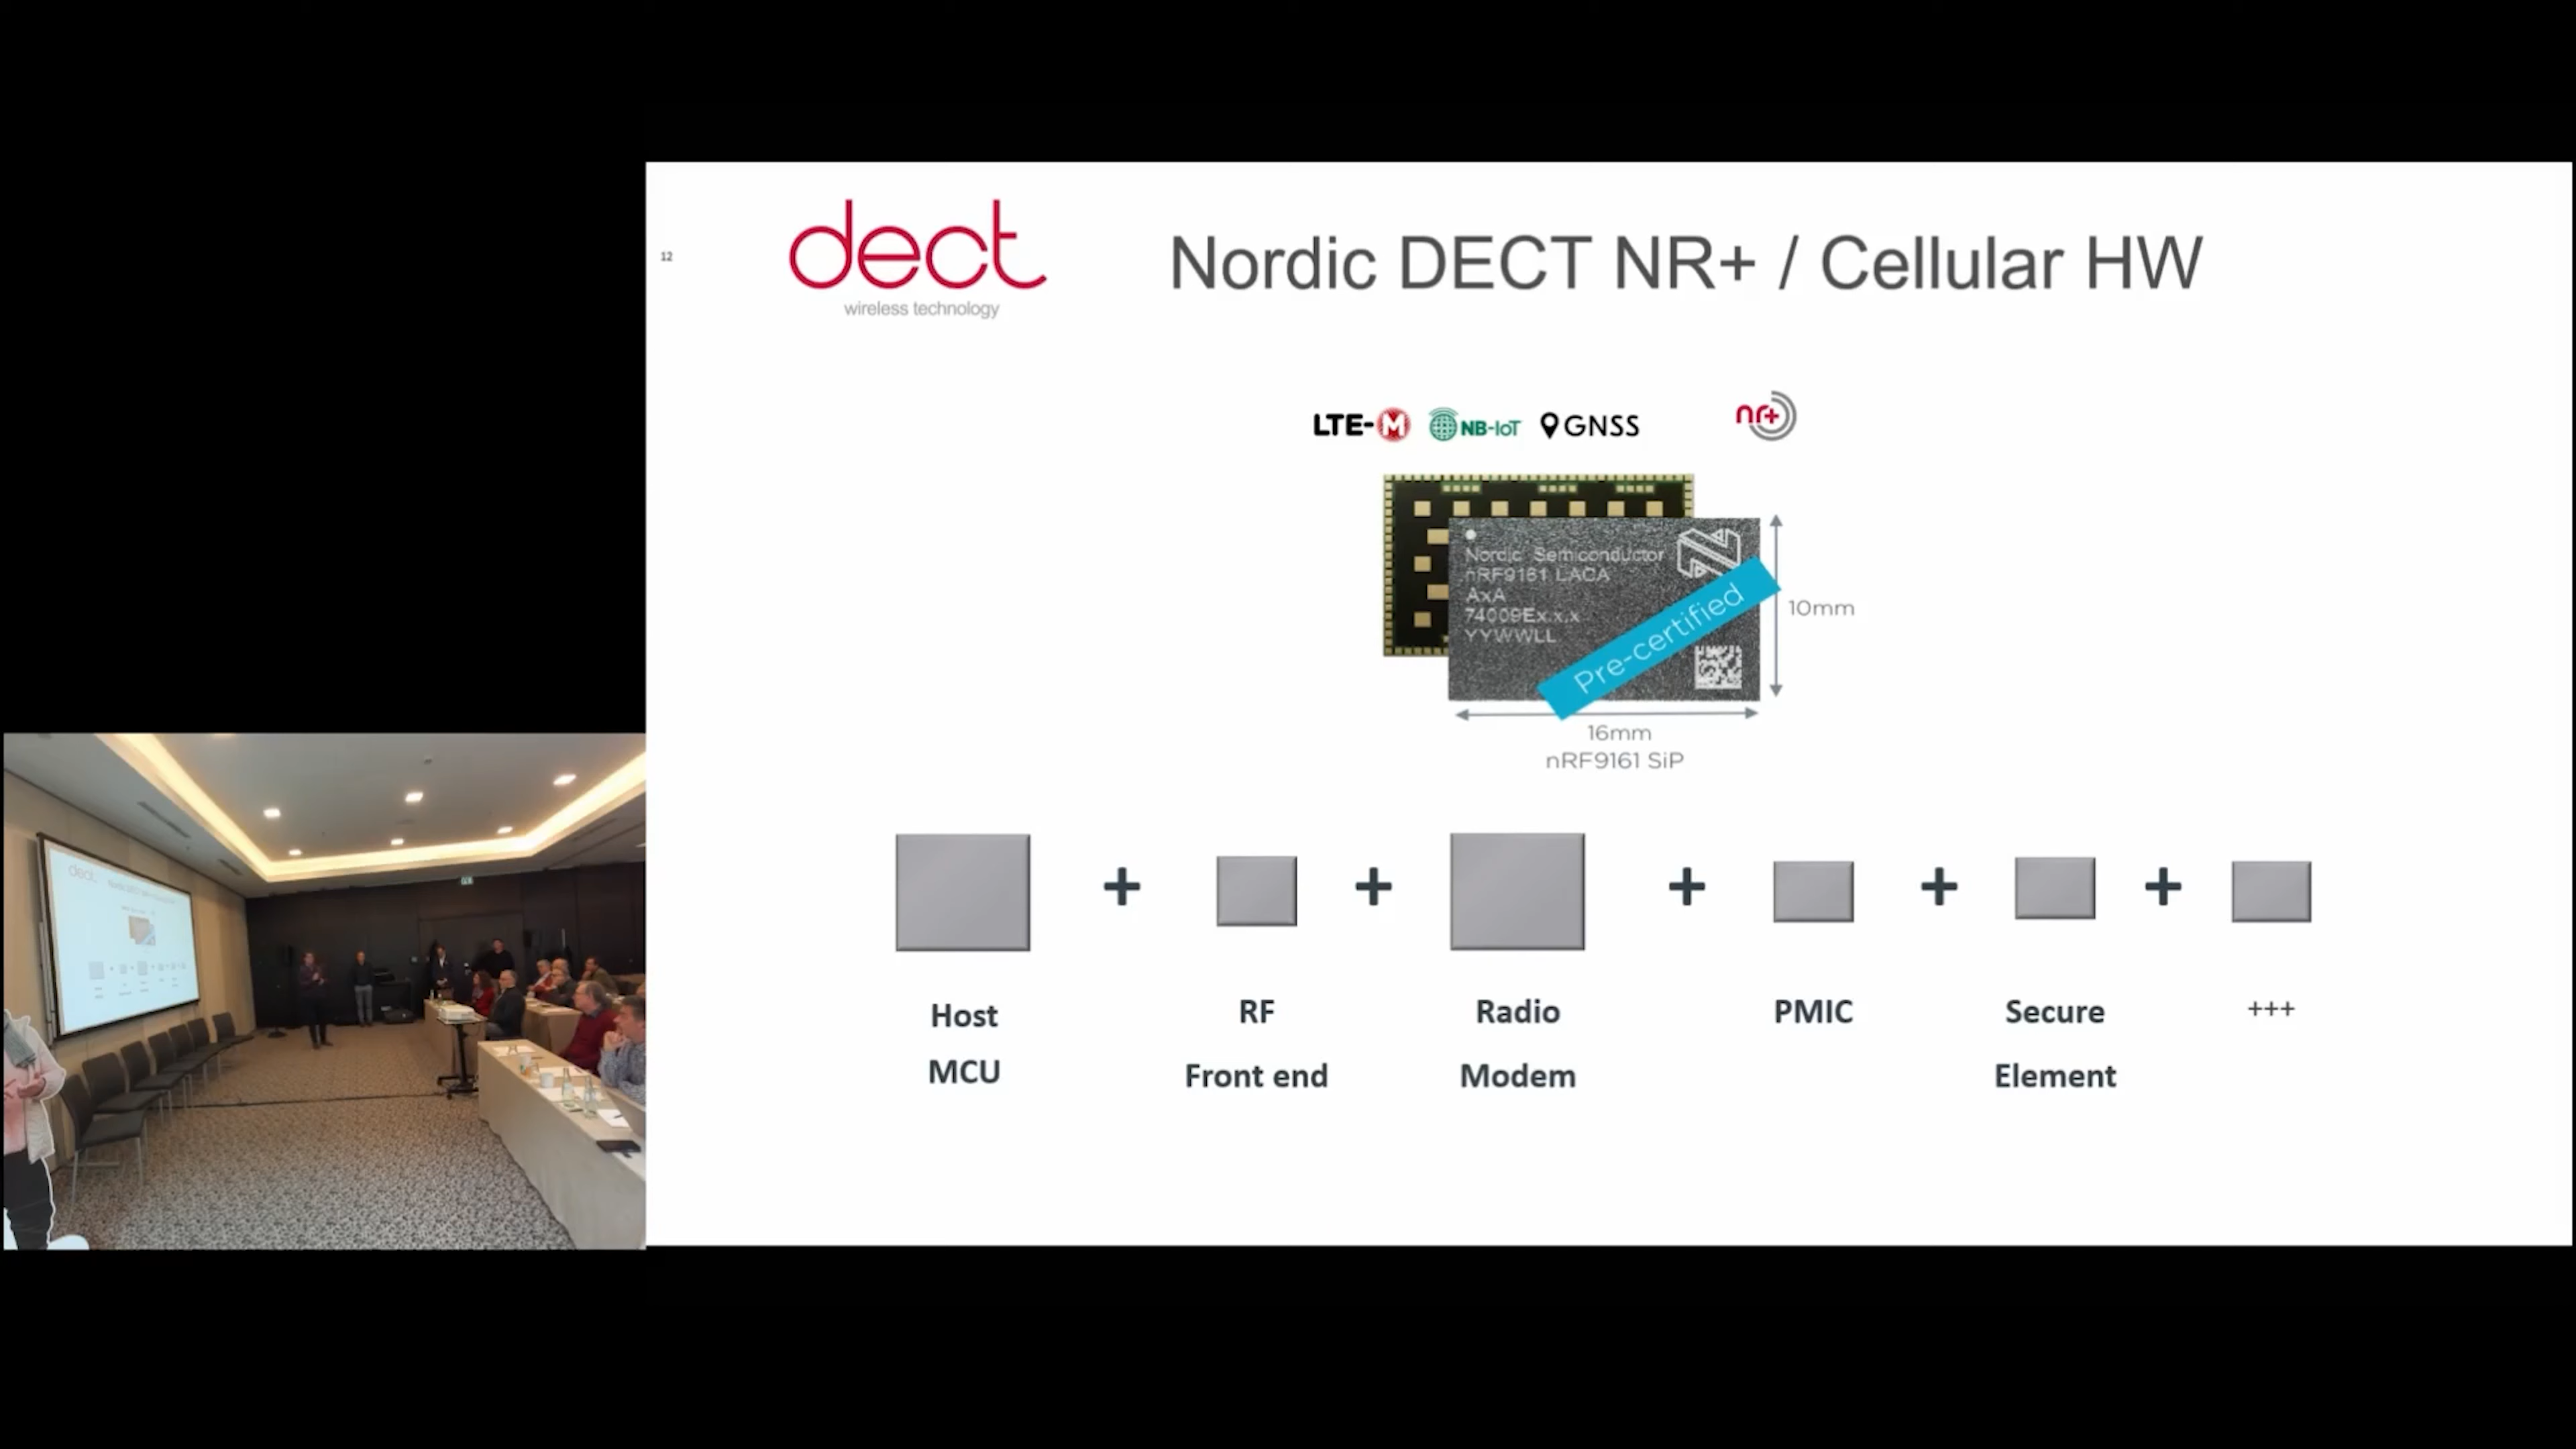 12
dect
wireless technology
Nordic DECT NR+ / Cellular HW
LTE-M NB-IoT GNSS
nr+
Nordic Semiconductor
nRF9161 LACA
AxA
74009Ex.x.x
YYWWLL
Pre-certified
10mm
16mm
nRF9161 SiP
+ + + + +
Host
MCU
RF
Front end
Radio
Modem
PMIC
Secure
Element
+++